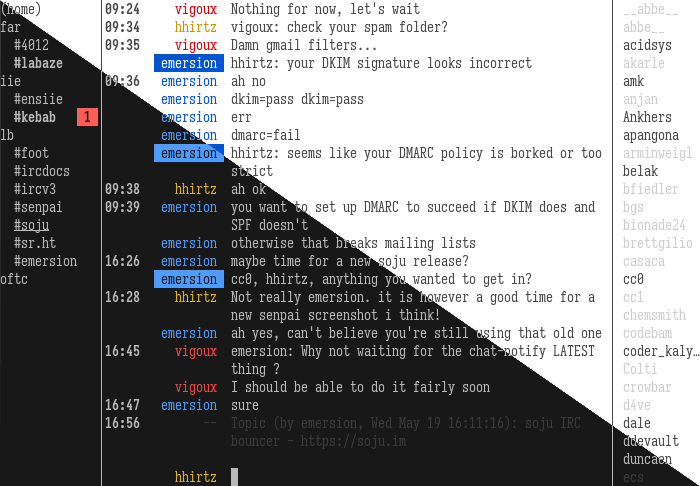 (home)
far
#4012
#labaze
iie
#ensiie
#kebab 1
lb
#foot
#ircdocs
#ircv3
#senpai
#soju
#sr.ht
#emersion
oftc
09:24 vigoux Nothing for now, let's wait
09:34 hhirtz vigoux: check your spam folder?
09:35 vigoux Damn gmail filters...
emersion hhirtz: your DKIM signature looks incorrect
09:36 emersion ah no
emersion dkim=pass dkim=pass
emersion err
emersion dmarc=fail
emersion hhirtz: seems like your DMARC policy is borked or too
strict
09:38 hhirtz ah ok
09:39 emersion you want to set up DMARC to succeed if DKIM does and
SPF doesn't
emersion otherwise that breaks mailing lists
16:26 emersion maybe time for a new soju release?
emersion cc0, hhirtz, anything you wanted to get in?
16:28 hhirtz Not really emersion. it is however a good time for a
new senpai screenshot i think!
emersion ah yes, can't believe you're still using that old one
16:45 vigoux emersion: Why not waiting for the chat-notify LATEST
thing ?
vigoux I should be able to do it fairly soon
16:47 emersion sure
16:56 -- Topic (by emersion, Wed May 19 16:11:16): soju IRC
bouncer - https://soju.im
hhirtz
__abbe__
abbe_
acidsys
akarle
amk
anjan
Ankhers
apangona
arminweigl
belak
bfiedler
bgs
bionade24
brettgilio
casaca
cc0
cc1
chemsmith
codebam
coder_kaly…
Colti
crowbar
d4ve
dale
ddevault
duncaen
ecs